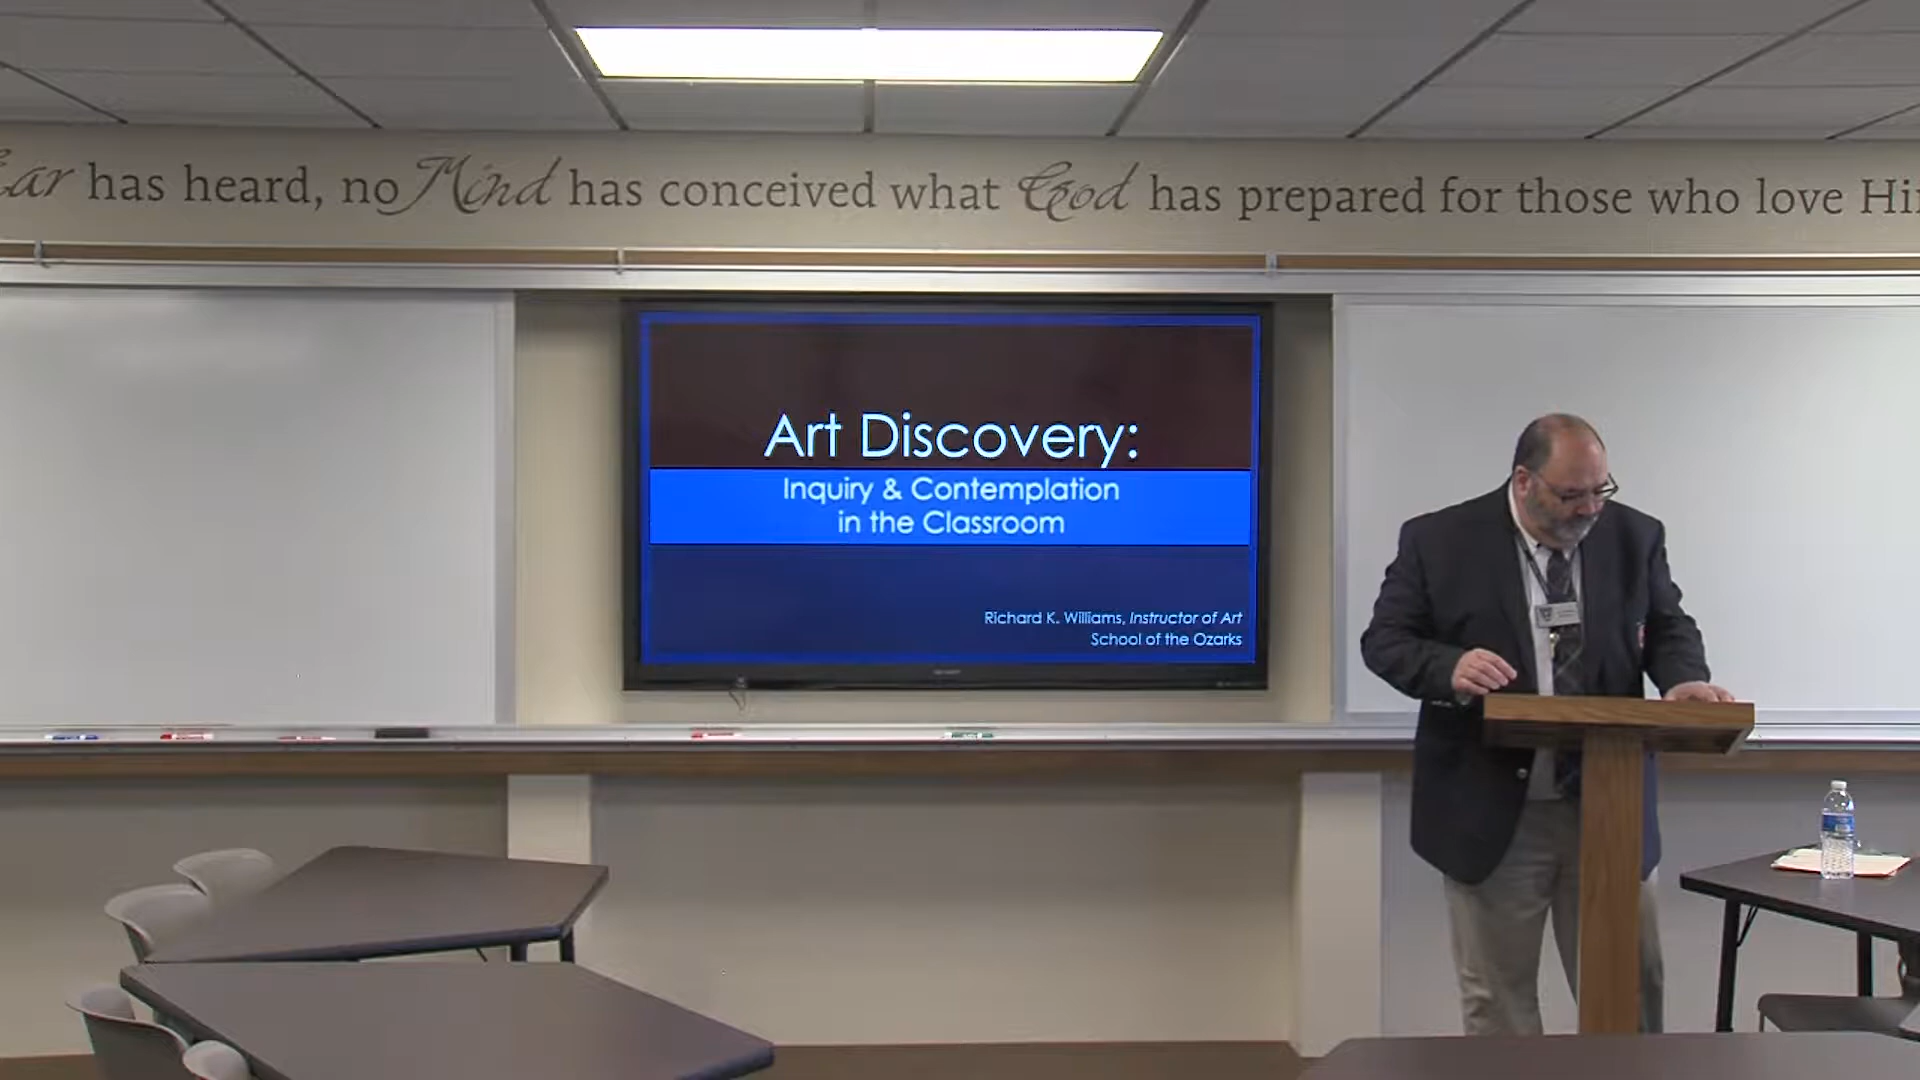 ear has heard, no Mind has conceived what God has prepared for those who love Hi
Art Discovery:
Inquiry & Contemplation
in the Classroom
Richard K. Williams, Instructor of Art
School of the Ozarks